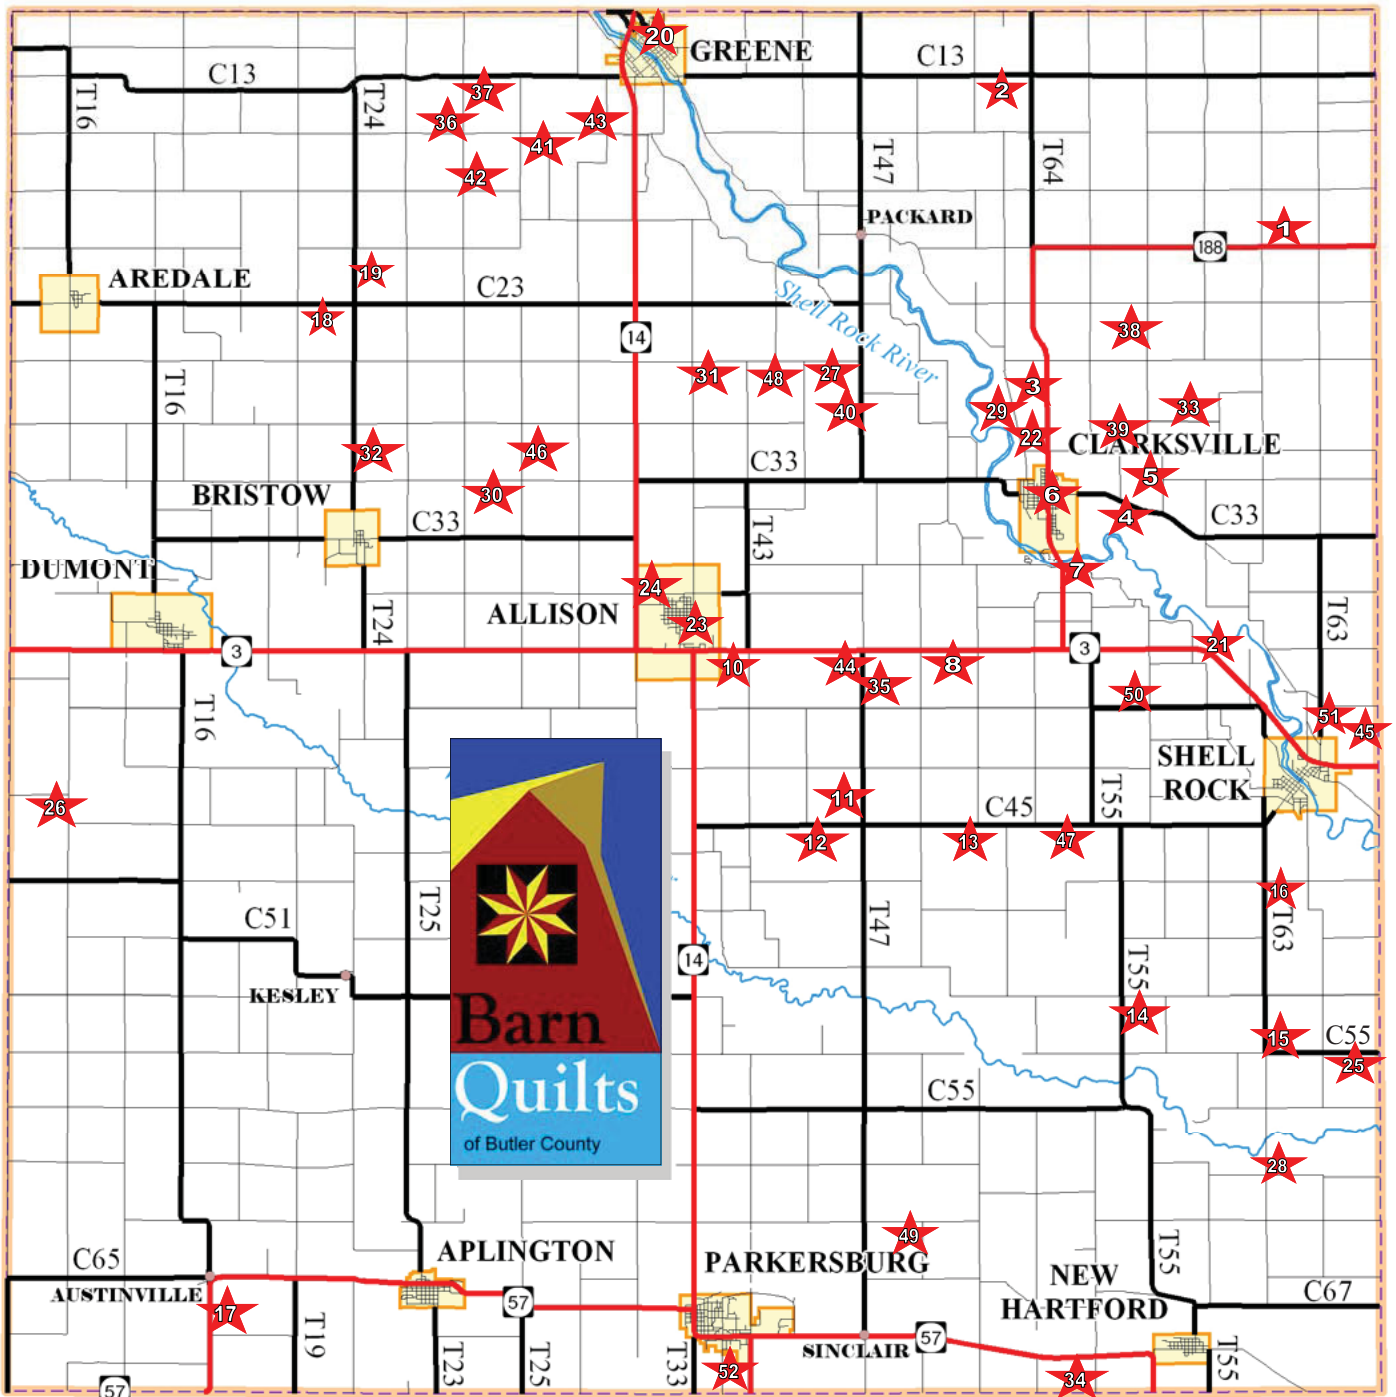 20
GREENE
C13
C13
37
2
T16
T24
36
43
41
T47
T64
42
PACKARD
1
188
19
AREDALE
C23
Shell Rock River
18
38
14
31
48
27
3
T16
40
29
33
22
39
CLARKSVILLE
32
46
C33
5
BRISTOW
30
6
C33
4
C33
T43
DUMONT
7
24
ALLISON
T24
23
T63
21
3
3
10
44
8
35
50
T16
51
45
SHELL
ROCK
26
11
C45
T55
12
13
47
16
T25
C51
T47
T63
14
T55
KESLEY
Barn
14
15
C55
25
Quilts
C55
of Butler County
28
49
APLINGTON
T55
C65
PARKERSBURG
NEW
HARTFORD
AUSTINVILLE
17
57
C67
T19
T23
T25
T33
SINCLAIR
57
T55
52
34
57